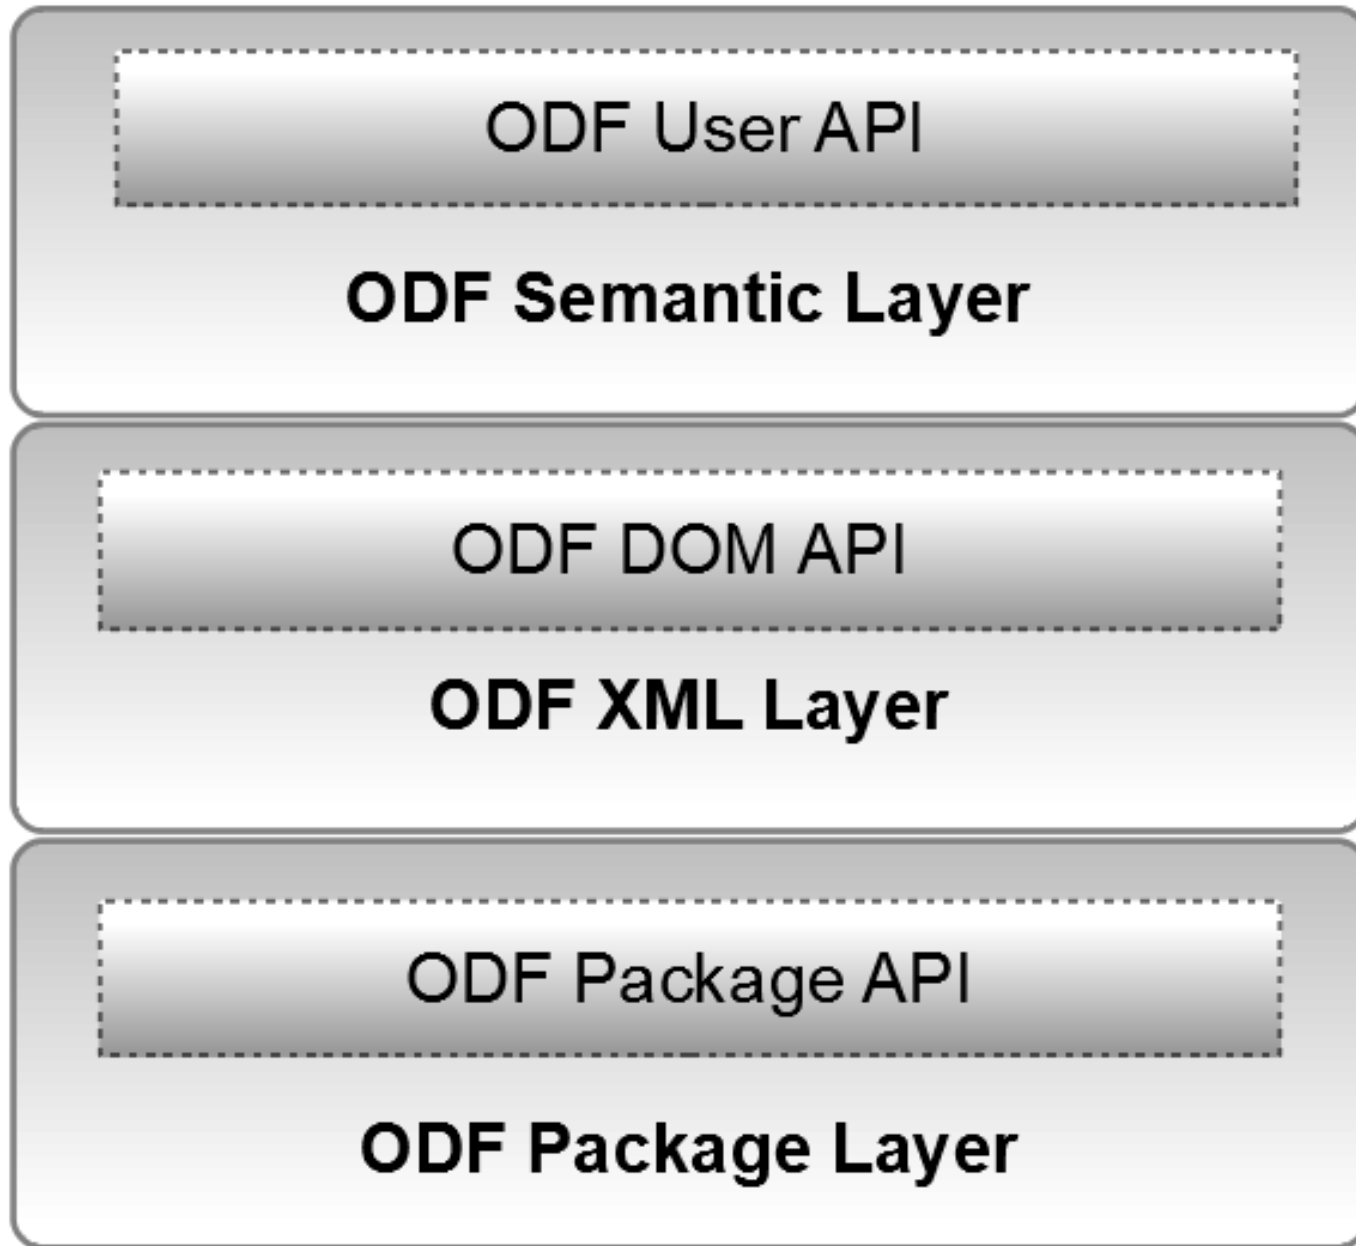 ODF User API
ODF Semantic Layer
ODF DOM API
ODF XML Layer
ODF Package API
ODF Package Layer